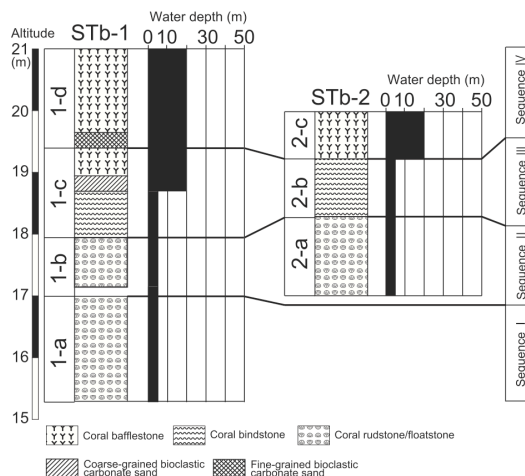 Altitude
(m)
STb-1
Water depth (m)
0 10 30 50
21
20
19
18
17
16
15
1-d
1-c
1-b
1-a
STb-2
Water depth (m)
0 10 30 50
2-c
2-b
2-a
Sequence IV
Sequence III
Sequence II
Sequence I
Coral bafflestone
Coral bindstone
Coral rudstone/floatstone
Coarse-grained bioclastic
carbonate sand
Fine-grained bioclastic
carbonate sand